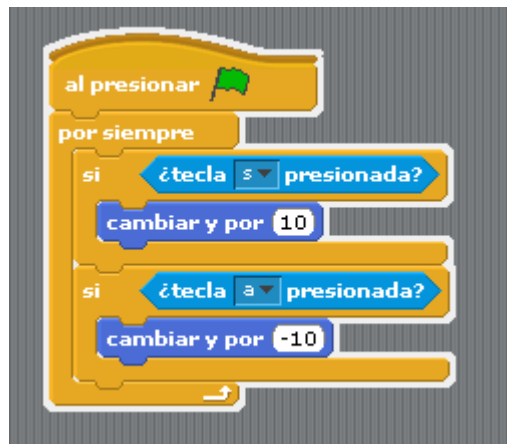 al presionar
por siempre
si ¿tecla s presionada?
cambiar y por 10
si ¿tecla a presionada?
cambiar y por -10